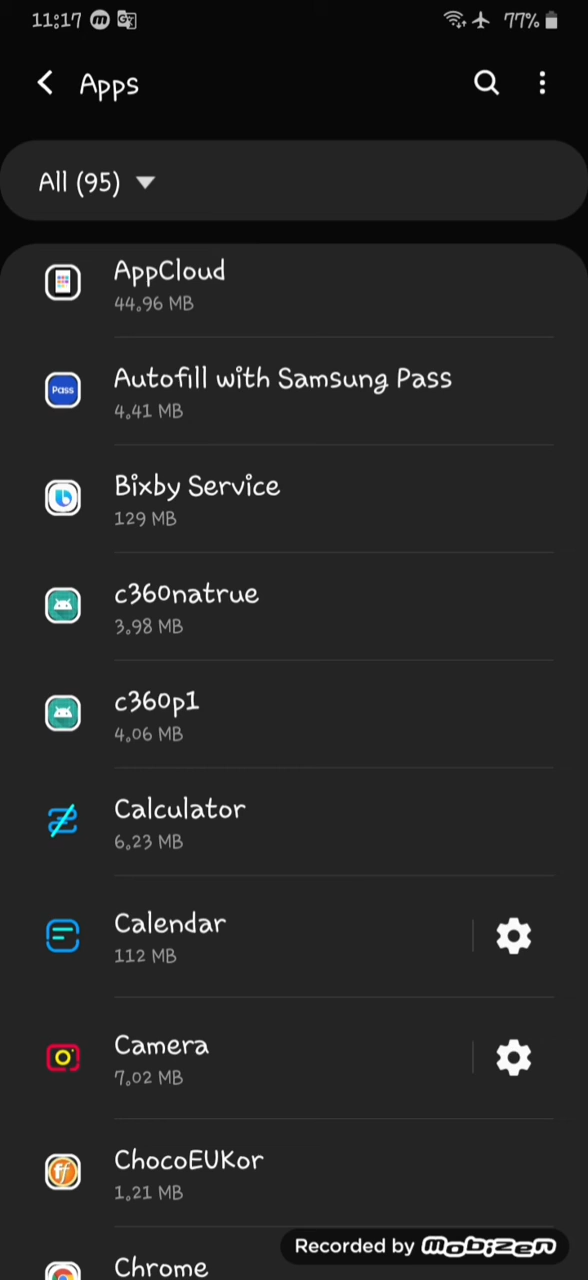 11:17
77%
Apps
All (95)
AppCloud
44.96 MB
Pass
Autofill with Samsung Pass
4.41 MB
Bixby Service
129 MB
c360natrue
3.98 MB
c360p1
4.06 MB
Calculator
6.23 MB
Calendar
112 MB
Camera
7.02 MB
ff
ChocoEUKor
1.21 MB
Recorded by mobizen
Chrome